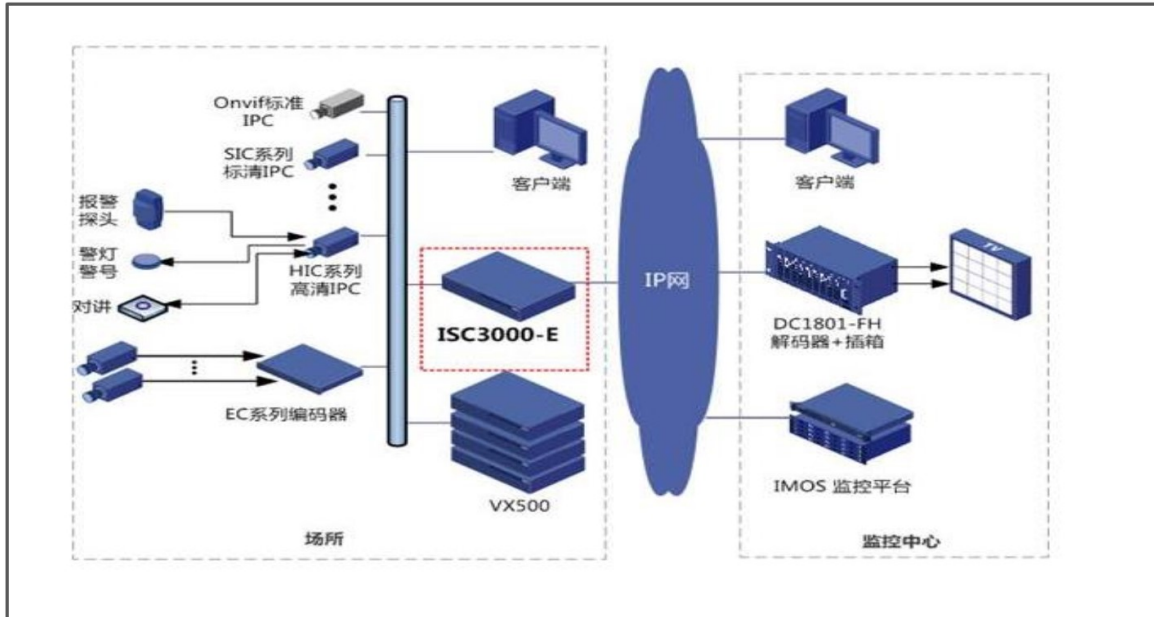 Onvif标准
IPC
SIC系列
标清IPC
报警
探头
警灯
警号
HIC系列
高清IPC
对讲
EC系列编码器
客户端
ISC3000-E
VX500
场所
IP网
客户端
TV
DC1801-FH
解码器+插箱
IMOS 监控平台
监控中心